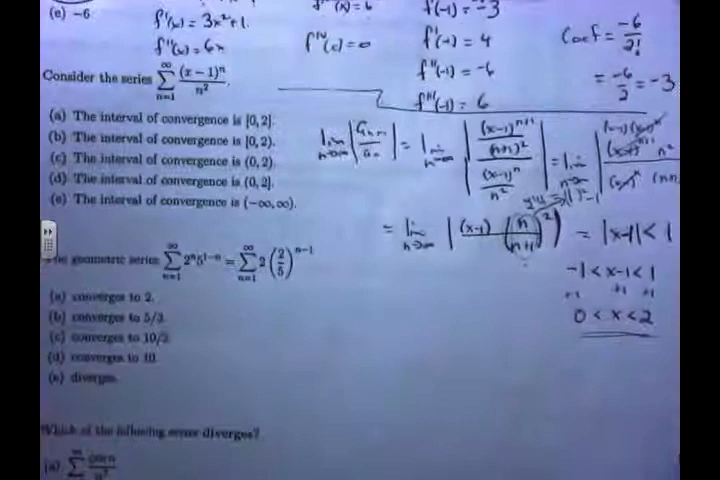 (e) -6
f'(x) = 3x²+1.
f''(x) = 6x
f'''(x) = 6
f^IV(c) = 0
f(-1) = -3
f'(-1) = 4
f''(-1) = -6
f'''(-1) = 6
Coef = -6/2!
= -6/2 = -3
Consider the series ∑_{n=1}^{∞} (x − 1)^n / n².
(a) The interval of convergence is [0, 2].
(b) The interval of convergence is [0, 2).
(c) The interval of convergence is (0, 2).
(d) The interval of convergence is (0, 2].
(e) The interval of convergence is (−∞, ∞).
lim_{n→∞} |a_{n+1}/a_n| = lim_{n→∞} | ((x-1)^{n+1}/(n+1)²) / ((x-1)^n/n²) | = lim_{n→∞}
= lim_{n→∞} | (x-1) (n/(n+1))² | = |x-1| < 1
-1 < x-1 < 1
+1 +1 +1
0 < x < 2
geometric series ∑_{n=1}^{∞} 2^n 5^{1−n} = ∑_{n=1}^{∞} 2 (2/5)^{n−1}
(a) converges to 2.
(b) converges to 5/3.
(c) converges to 10/3
(d) converges to 10
(e) diverges.
Which of the following series diverges?
(a) ∑